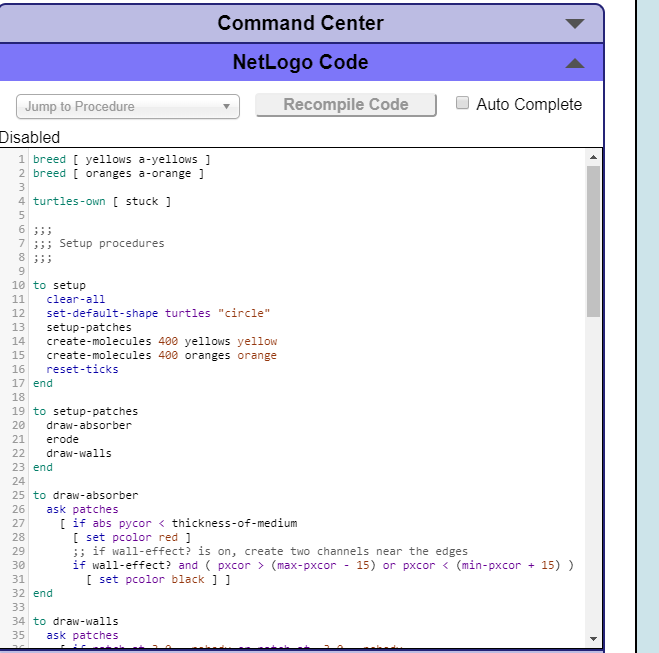 Command Center
NetLogo Code
Jump to Procedure
Recompile Code
Auto Complete
Disabled
1 breed [ yellows a-yellows ]
2 breed [ oranges a-orange ]
3
4 turtles-own [ stuck ]
5
6 ;;;
7 ;;; Setup procedures
8 ;;;
9
10 to setup
11 clear-all
12 set-default-shape turtles "circle"
13 setup-patches
14 create-molecules 400 yellows yellow
15 create-molecules 400 oranges orange
16 reset-ticks
17 end
18
19 to setup-patches
20 draw-absorber
21 erode
22 draw-walls
23 end
24
25 to draw-absorber
26 ask patches
27 [ if abs pycor < thickness-of-medium
28 [ set pcolor red ]
29 ;; if wall-effect? is on, create two channels near the edges
30 if wall-effect? and ( pxcor > (max-pxcor - 15) or pxcor < (min-pxcor + 15) )
31 [ set pcolor black ] ]
32 end
33
34 to draw-walls
35 ask patches